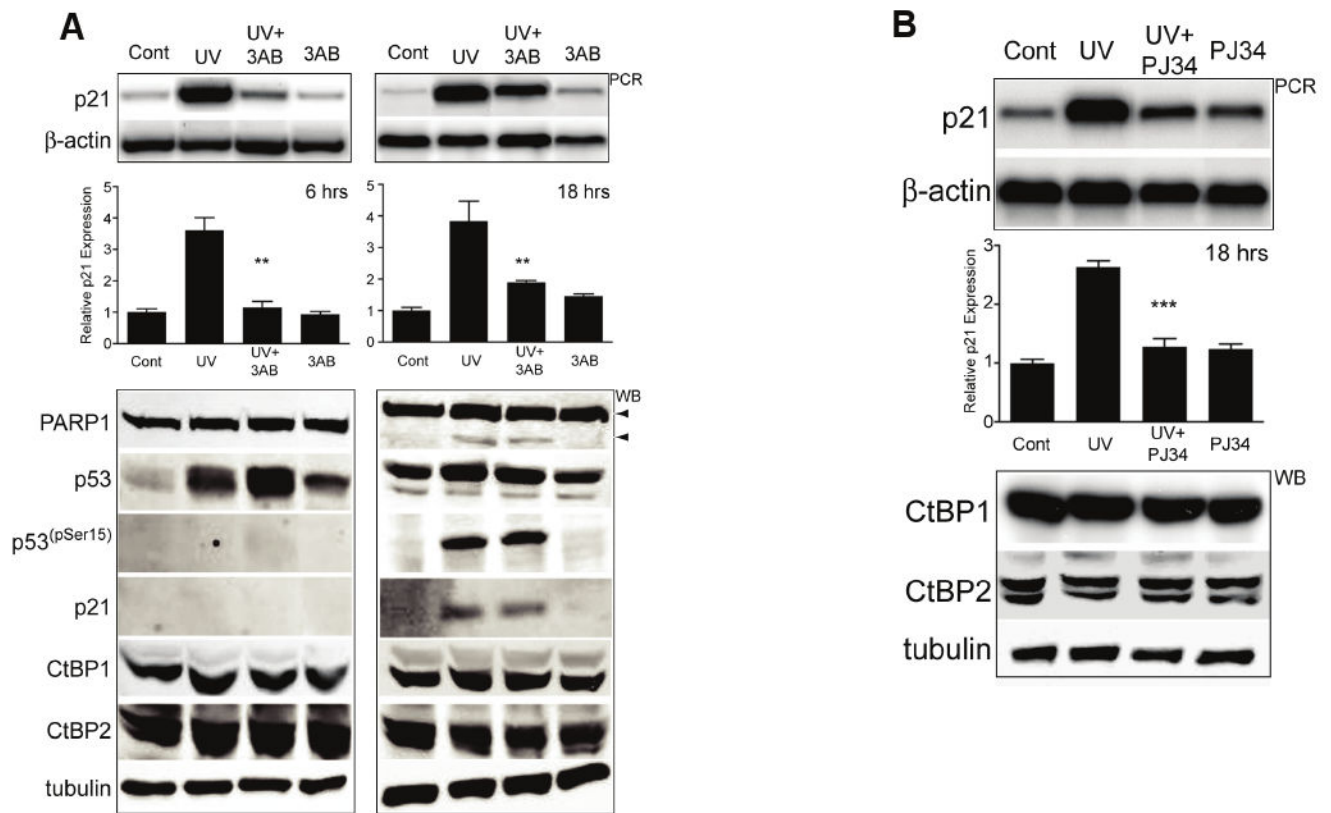 A
Cont UV UV+ 3AB 3AB
Cont UV UV+ 3AB 3AB
PCR
p21
β-actin
6 hrs
18 hrs
Relative p21 Expression
5
4
3
2
1
0
5
4
3
2
1
0
**
**
Cont UV UV+ 3AB 3AB
Cont UV UV+ 3AB 3AB
WB
PARP1
p53
p53(pSer15)
p21
CtBP1
CtBP2
tubulin
B
Cont UV UV+ PJ34 PJ34
PCR
p21
β-actin
18 hrs
Relative p21 Expression
3
2
1
0
***
Cont UV UV+ PJ34 PJ34
WB
CtBP1
CtBP2
tubulin